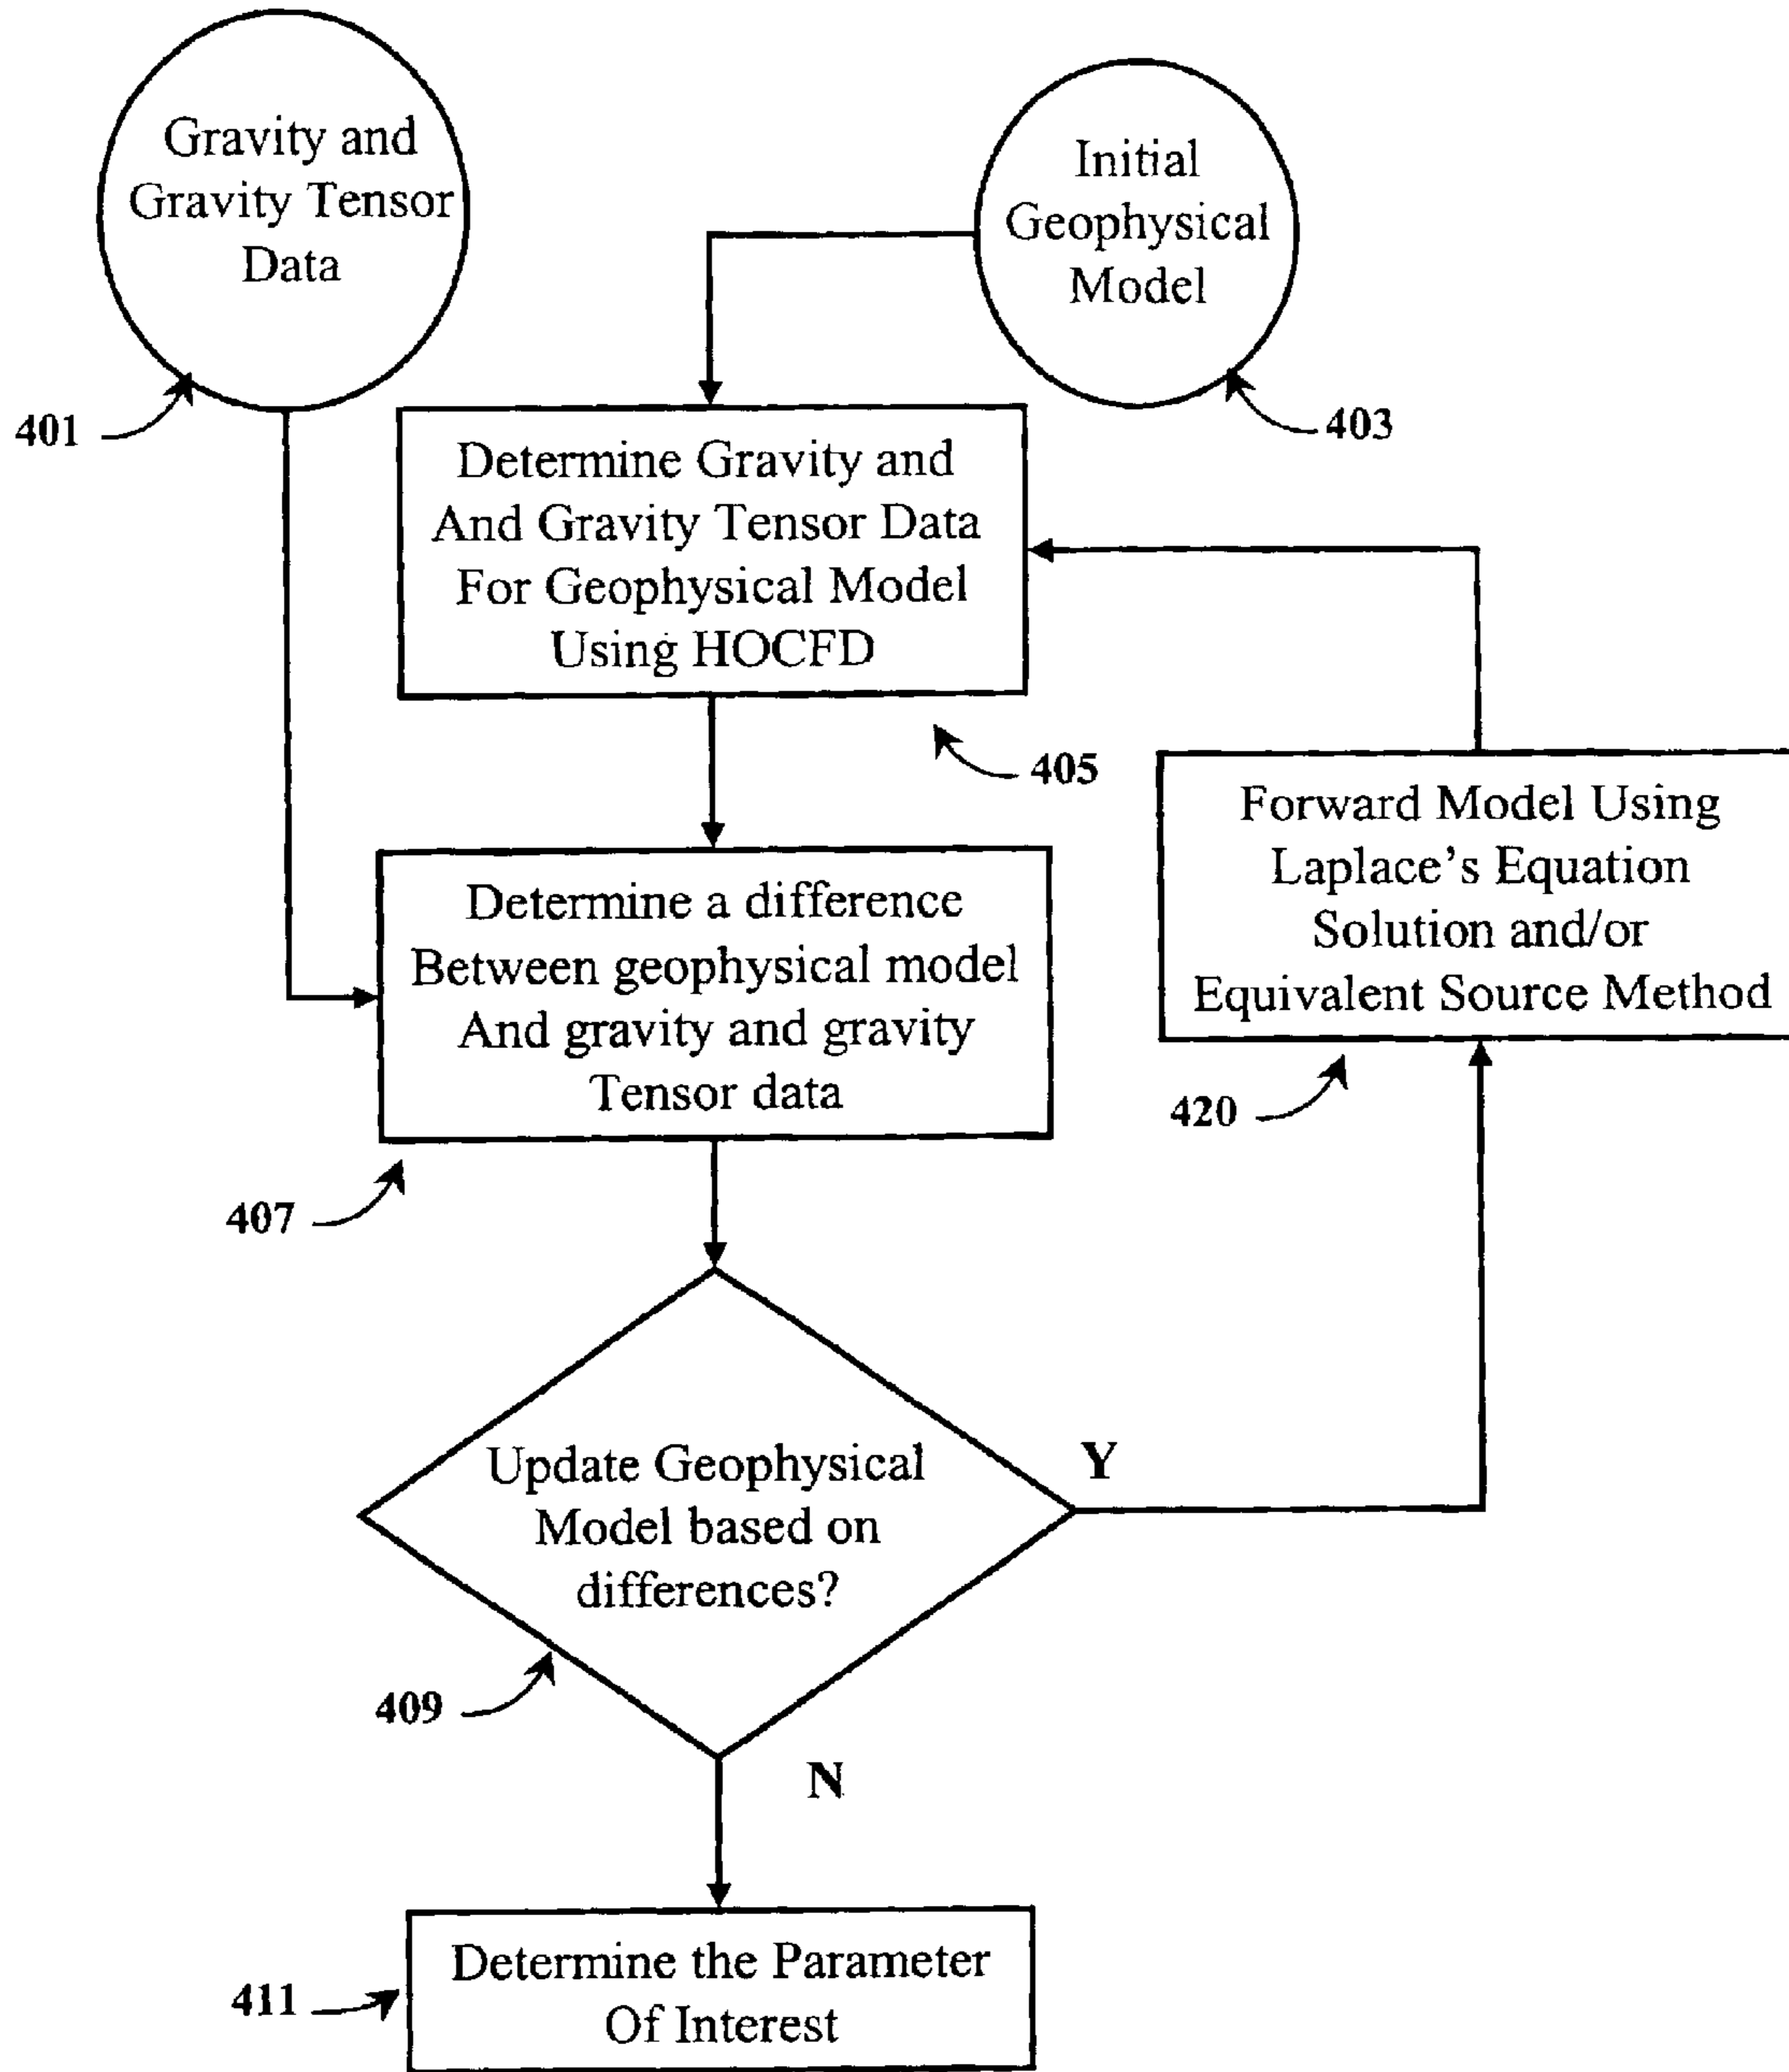 Gravity and
Gravity Tensor
Data
401
Initial
Geophysical
Model
403
Determine Gravity and
And Gravity Tensor Data
For Geophysical Model
Using HOCFD
405
Forward Model Using
Laplace's Equation
Solution and/or
Equivalent Source Method
420
Determine a difference
Between geophysical model
And gravity and gravity
Tensor data
407
Update Geophysical
Model based on
differences?
Y
409
N
Determine the Parameter
Of Interest
411